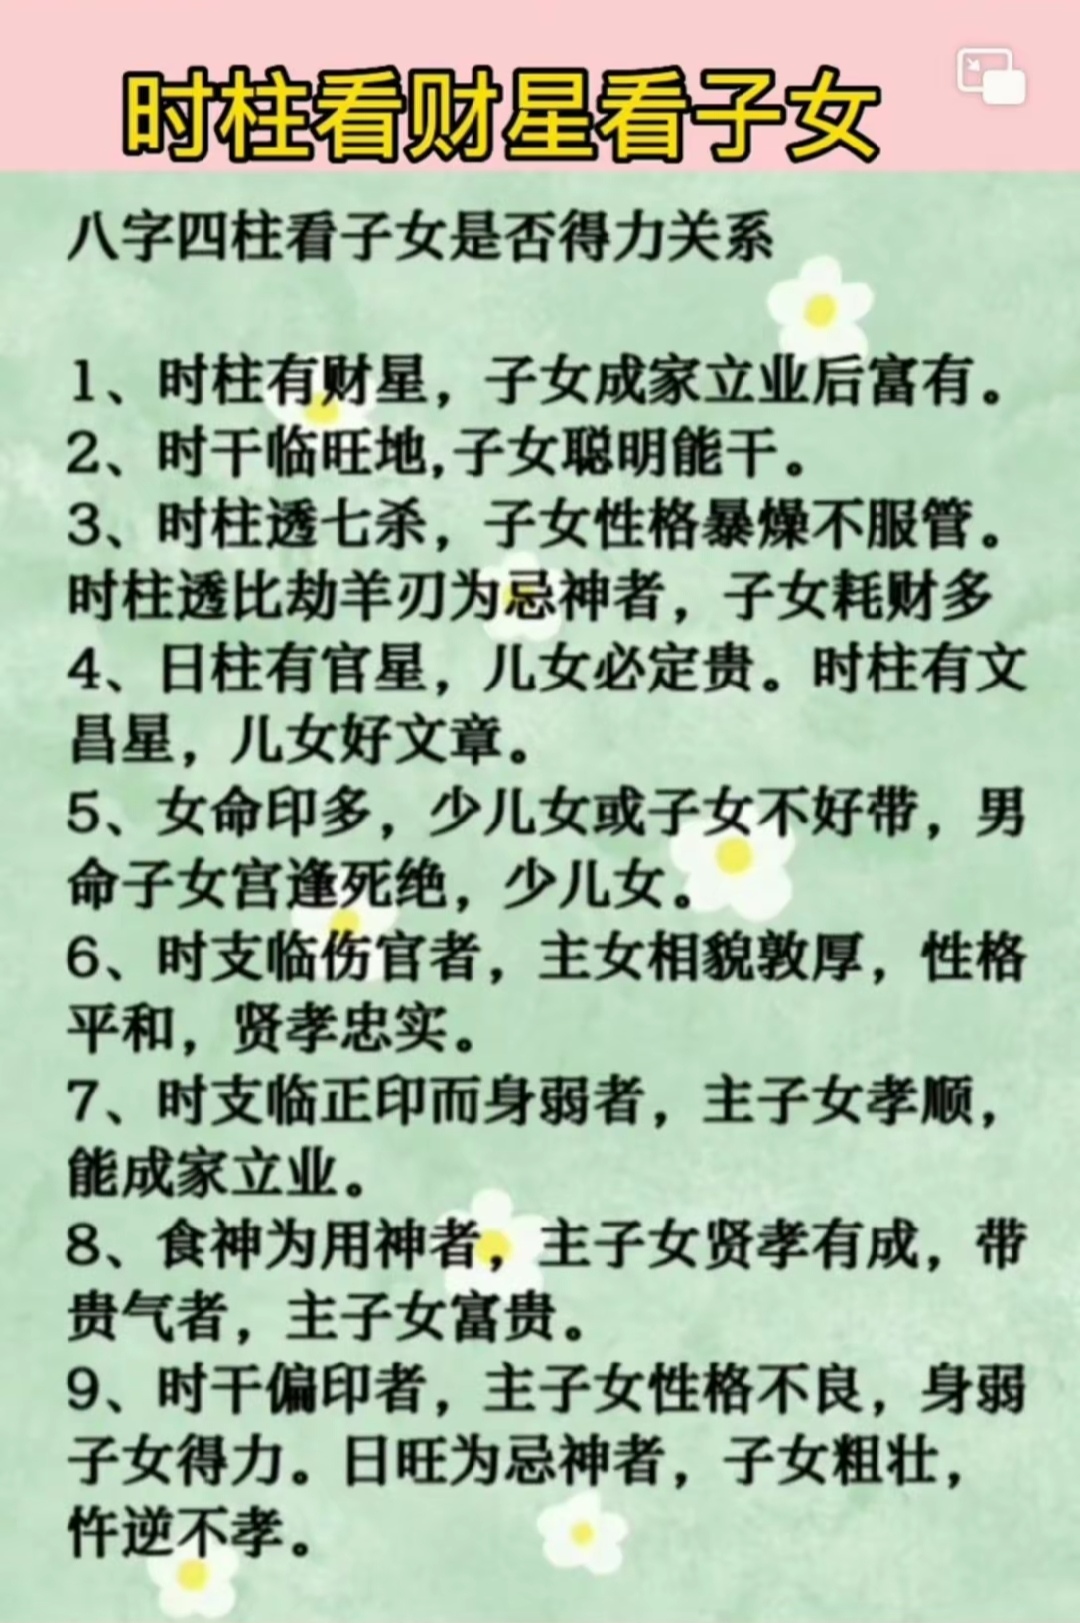 时柱看财星看子女
八字四柱看子女是否得力关系
1、时柱有财星，子女成家立业后富有。
2、时干临旺地,子女聪明能干。
3、时柱透七杀，子女性格暴燥不服管。
时柱透比劫羊刃为忌神者，子女耗财多
4、日柱有官星，儿女必定贵。时柱有文
昌星，儿女好文章。
5、女命印多，少儿女或子女不好带，男
命子女宫逢死绝，少儿女。
6、时支临伤官者，主女相貌敦厚，性格
平和，贤孝忠实。
7、时支临正印而身弱者，主子女孝顺，
能成家立业。
8、食神为用神者，主子女贤孝有成，带
贵气者，主子女富贵。
9、时干偏印者，主子女性格不良，身弱
子女得力。日旺为忌神者，子女粗壮，
忤逆不孝。